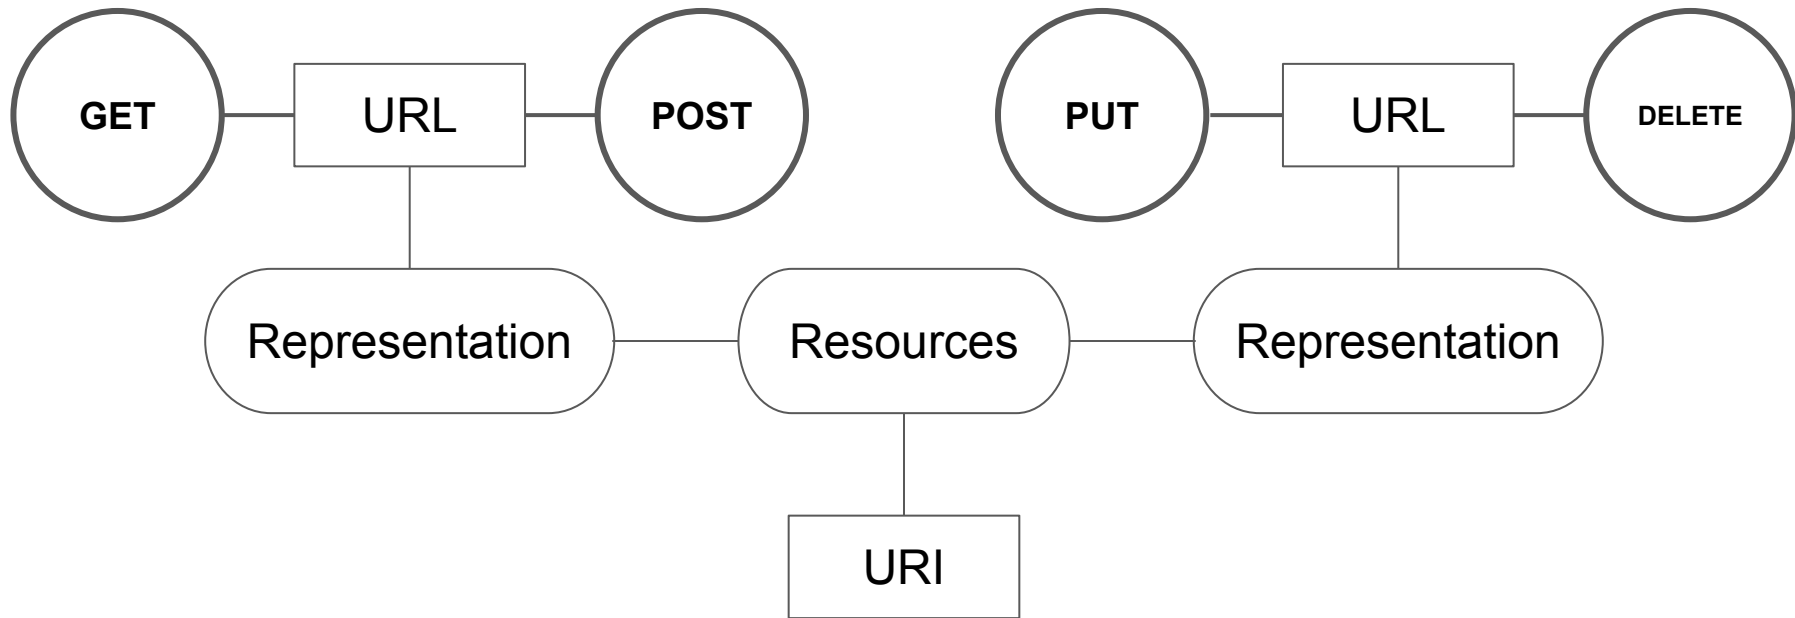 GET
URL
POST
PUT
URL
DELETE
Representation
Resources
Representation
URI